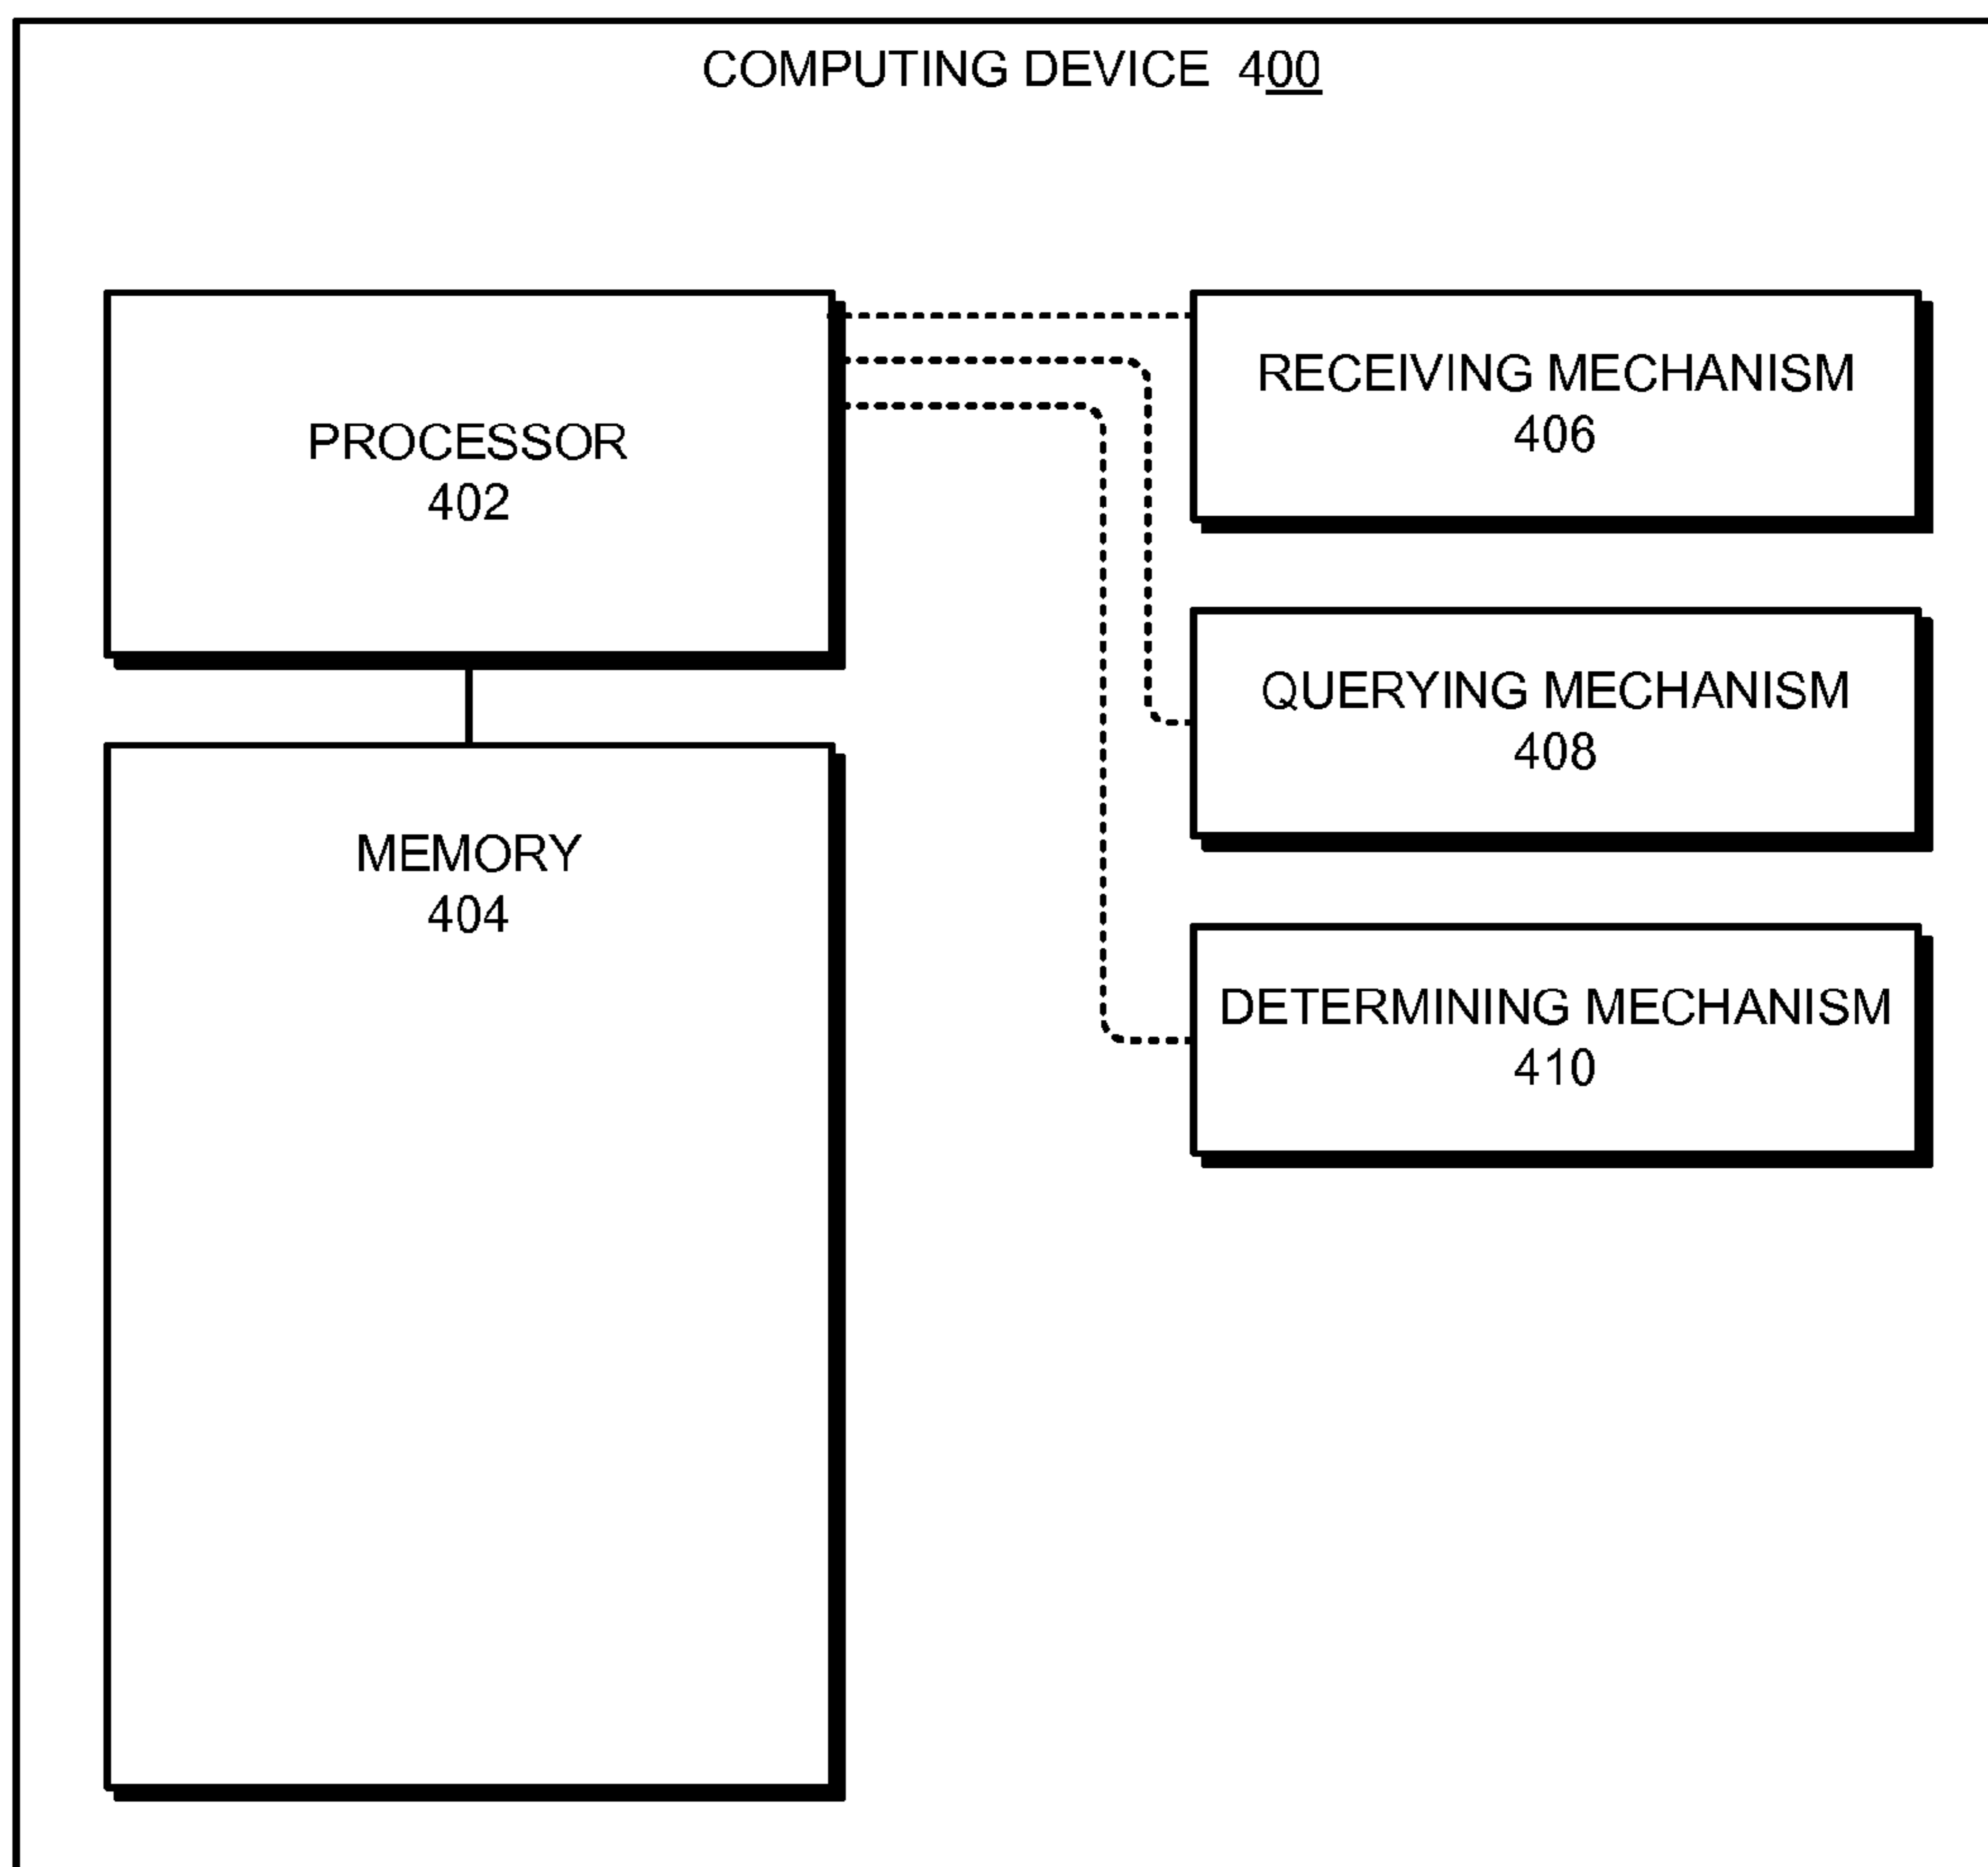 COMPUTING DEVICE 400
PROCESSOR
402
MEMORY
404
RECEIVING MECHANISM
406
QUERYING MECHANISM
408
DETERMINING MECHANISM
410